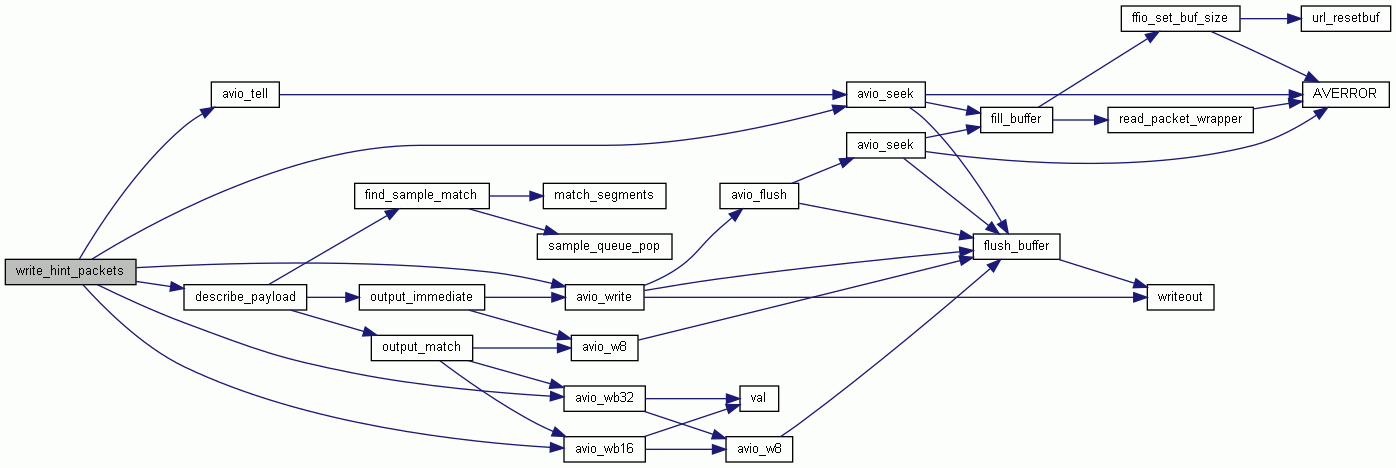 ffio_set_buf_size
url_resetbuf
avio_tell
avio_seek
AVERROR
fill_buffer
read_packet_wrapper
avio_seek
find_sample_match
match_segments
avio_flush
sample_queue_pop
flush_buffer
write_hint_packets
describe_payload
output_immediate
avio_write
writeout
output_match
avio_w8
avio_wb32
val
avio_wb16
avio_w8